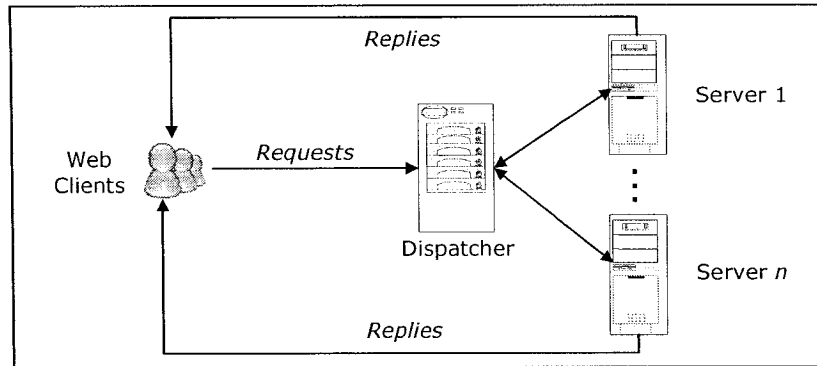 Replies
Server 1
Web
Clients
Requests
Dispatcher
Server n
Replies